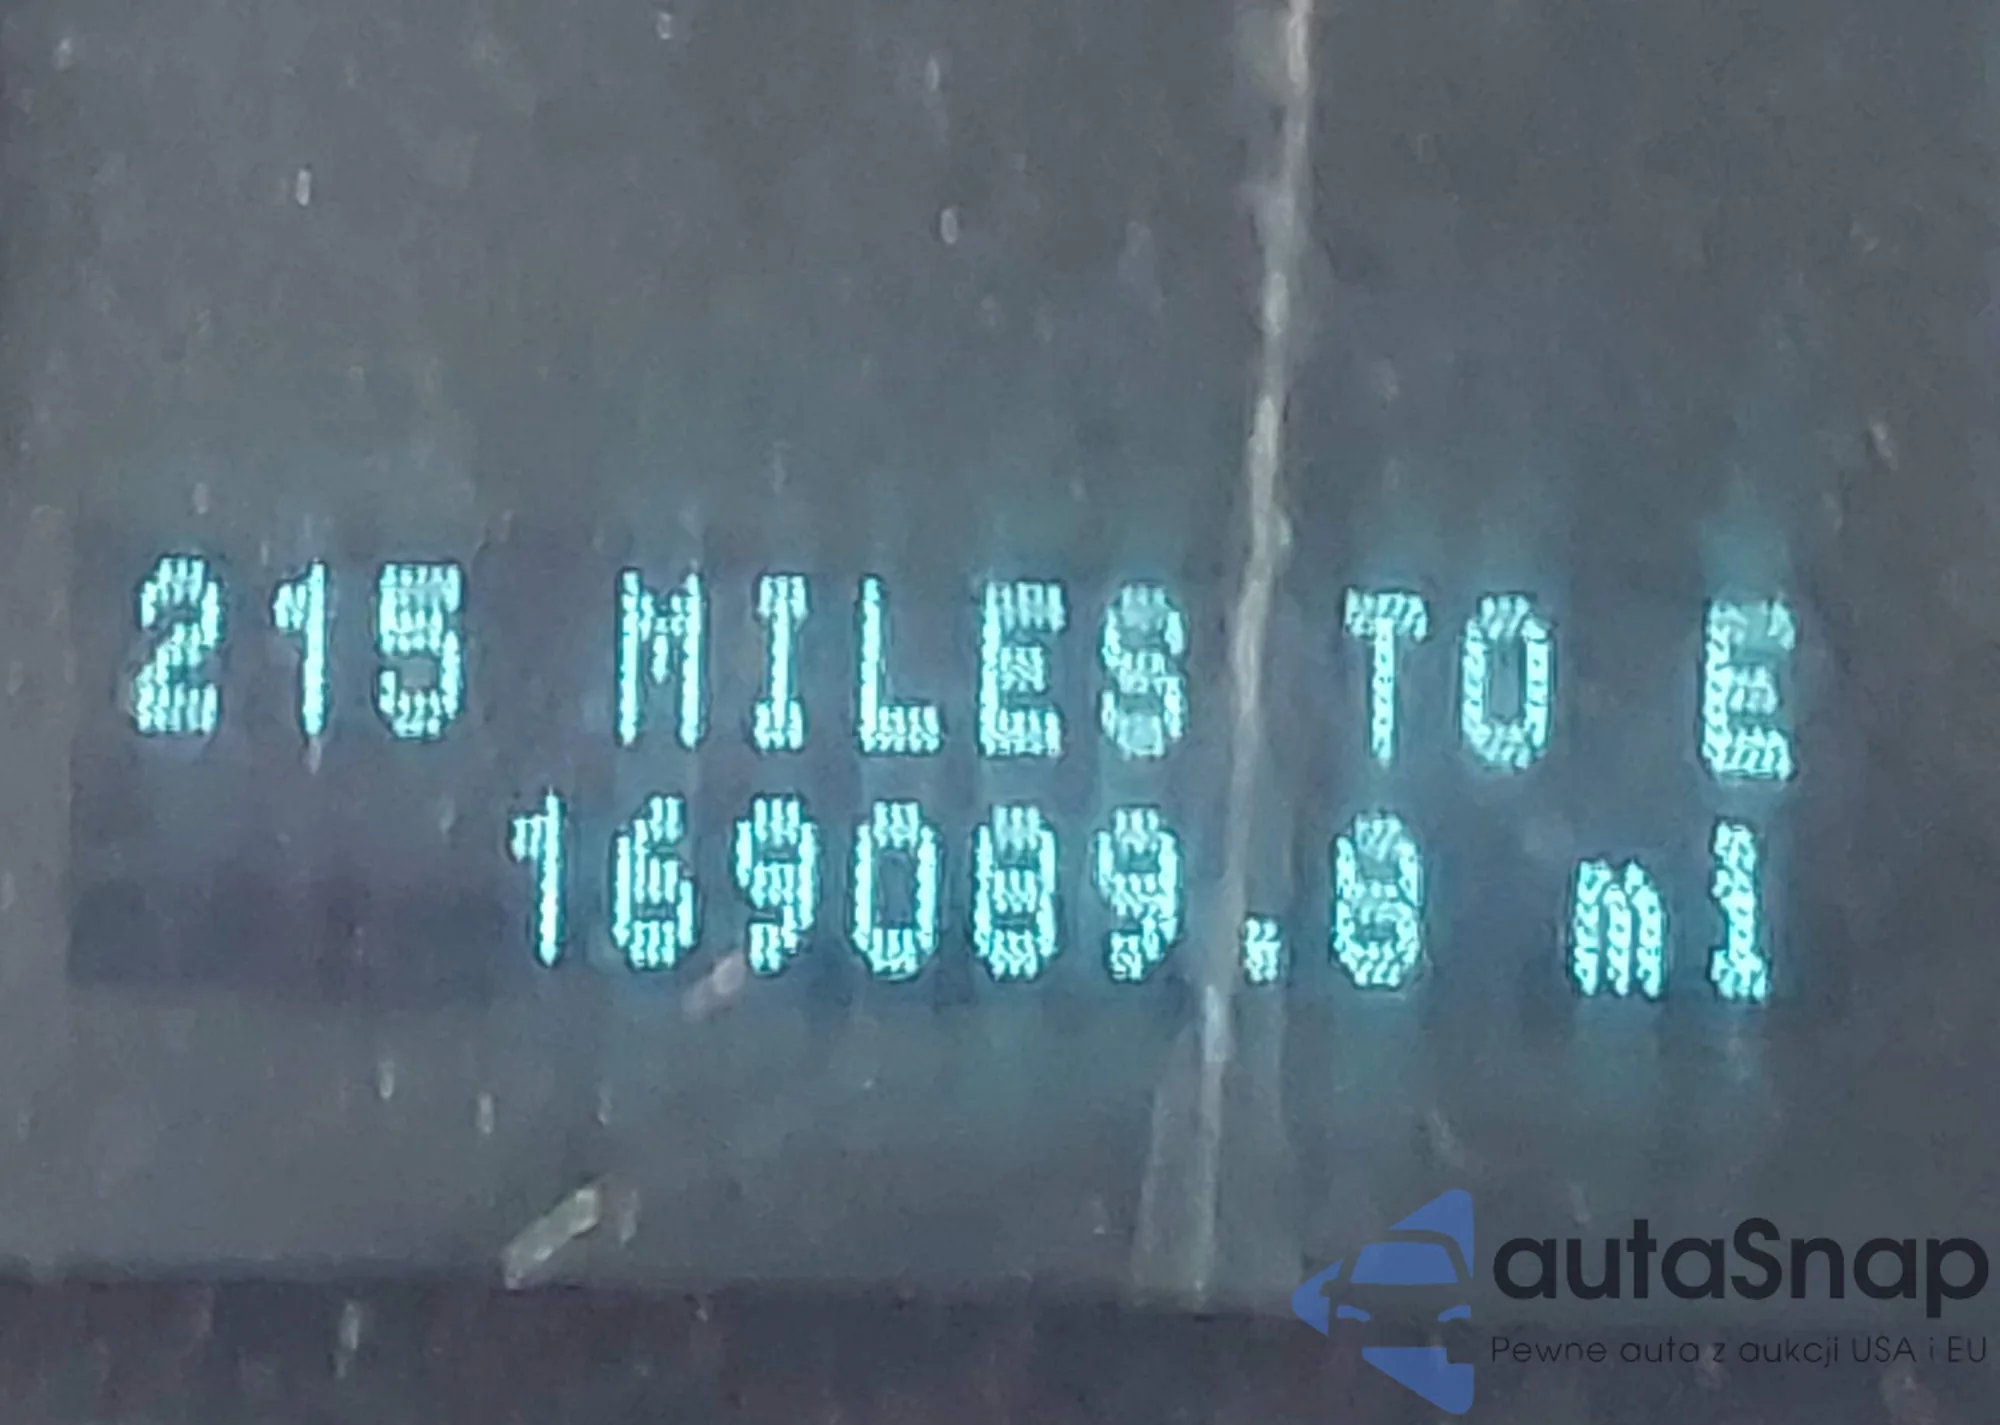 215 MILES TO E
169089.8 mi
autaSnap
Pewne auta z aukcji USA i EU